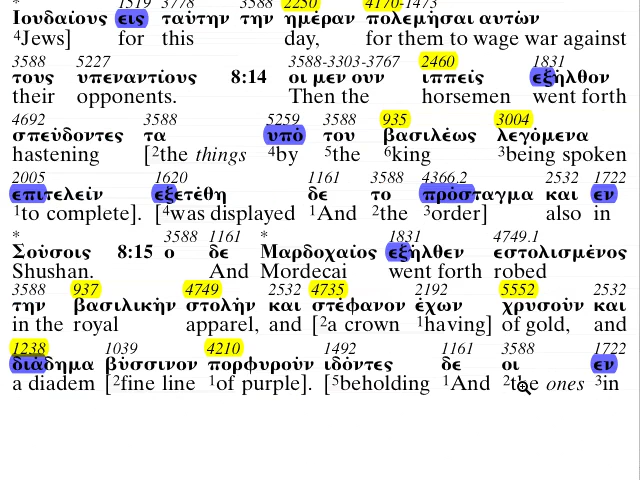 * 1519 3778 3588 2250 4170-1473
Ιουδαίους εις ταύτην την ημέραν πολεμήσαι αυτών
⁴Jews] for this day, for them to wage war against
3588 5227 3588-3303-3767 2460 1831
τους υπεναντίους 8:14 οι μεν ουν ιππείς εξήλθον
their opponents. Then the horsemen went forth
4692 3588 5259 3588 935 3004
σπεύδοντες τα υπό του βασιλέως λεγόμενα
hastening [²the things ⁴by ⁵the ⁶king ³being spoken
2005 1620 1161 3588 4366.2 2532 1722
επιτελείν εξετέθη δε το πρόσταγμα και εν
¹to complete]. [⁴was displayed ¹And ²the ³order] also in
* 3588 1161 * 1831 4749.1
Σούσοις 8:15 ο δε Μαρδοχαίος εξήλθεν εστολισμένος
Shushan. And Mordecai went forth robed
3588 937 4749 2532 4735 2192 5552 2532
την βασιλικήν στολήν και στέφανον έχων χρυσούν και
in the royal apparel, and [²a crown ¹having] of gold, and
1238 1039 4210 1492 1161 3588 1722
διάδημα βύσσινον πορφυρούν ιδόντες δε οι εν
a diadem [²fine line ¹of purple]. [⁵beholding ¹And ²the ones ³in